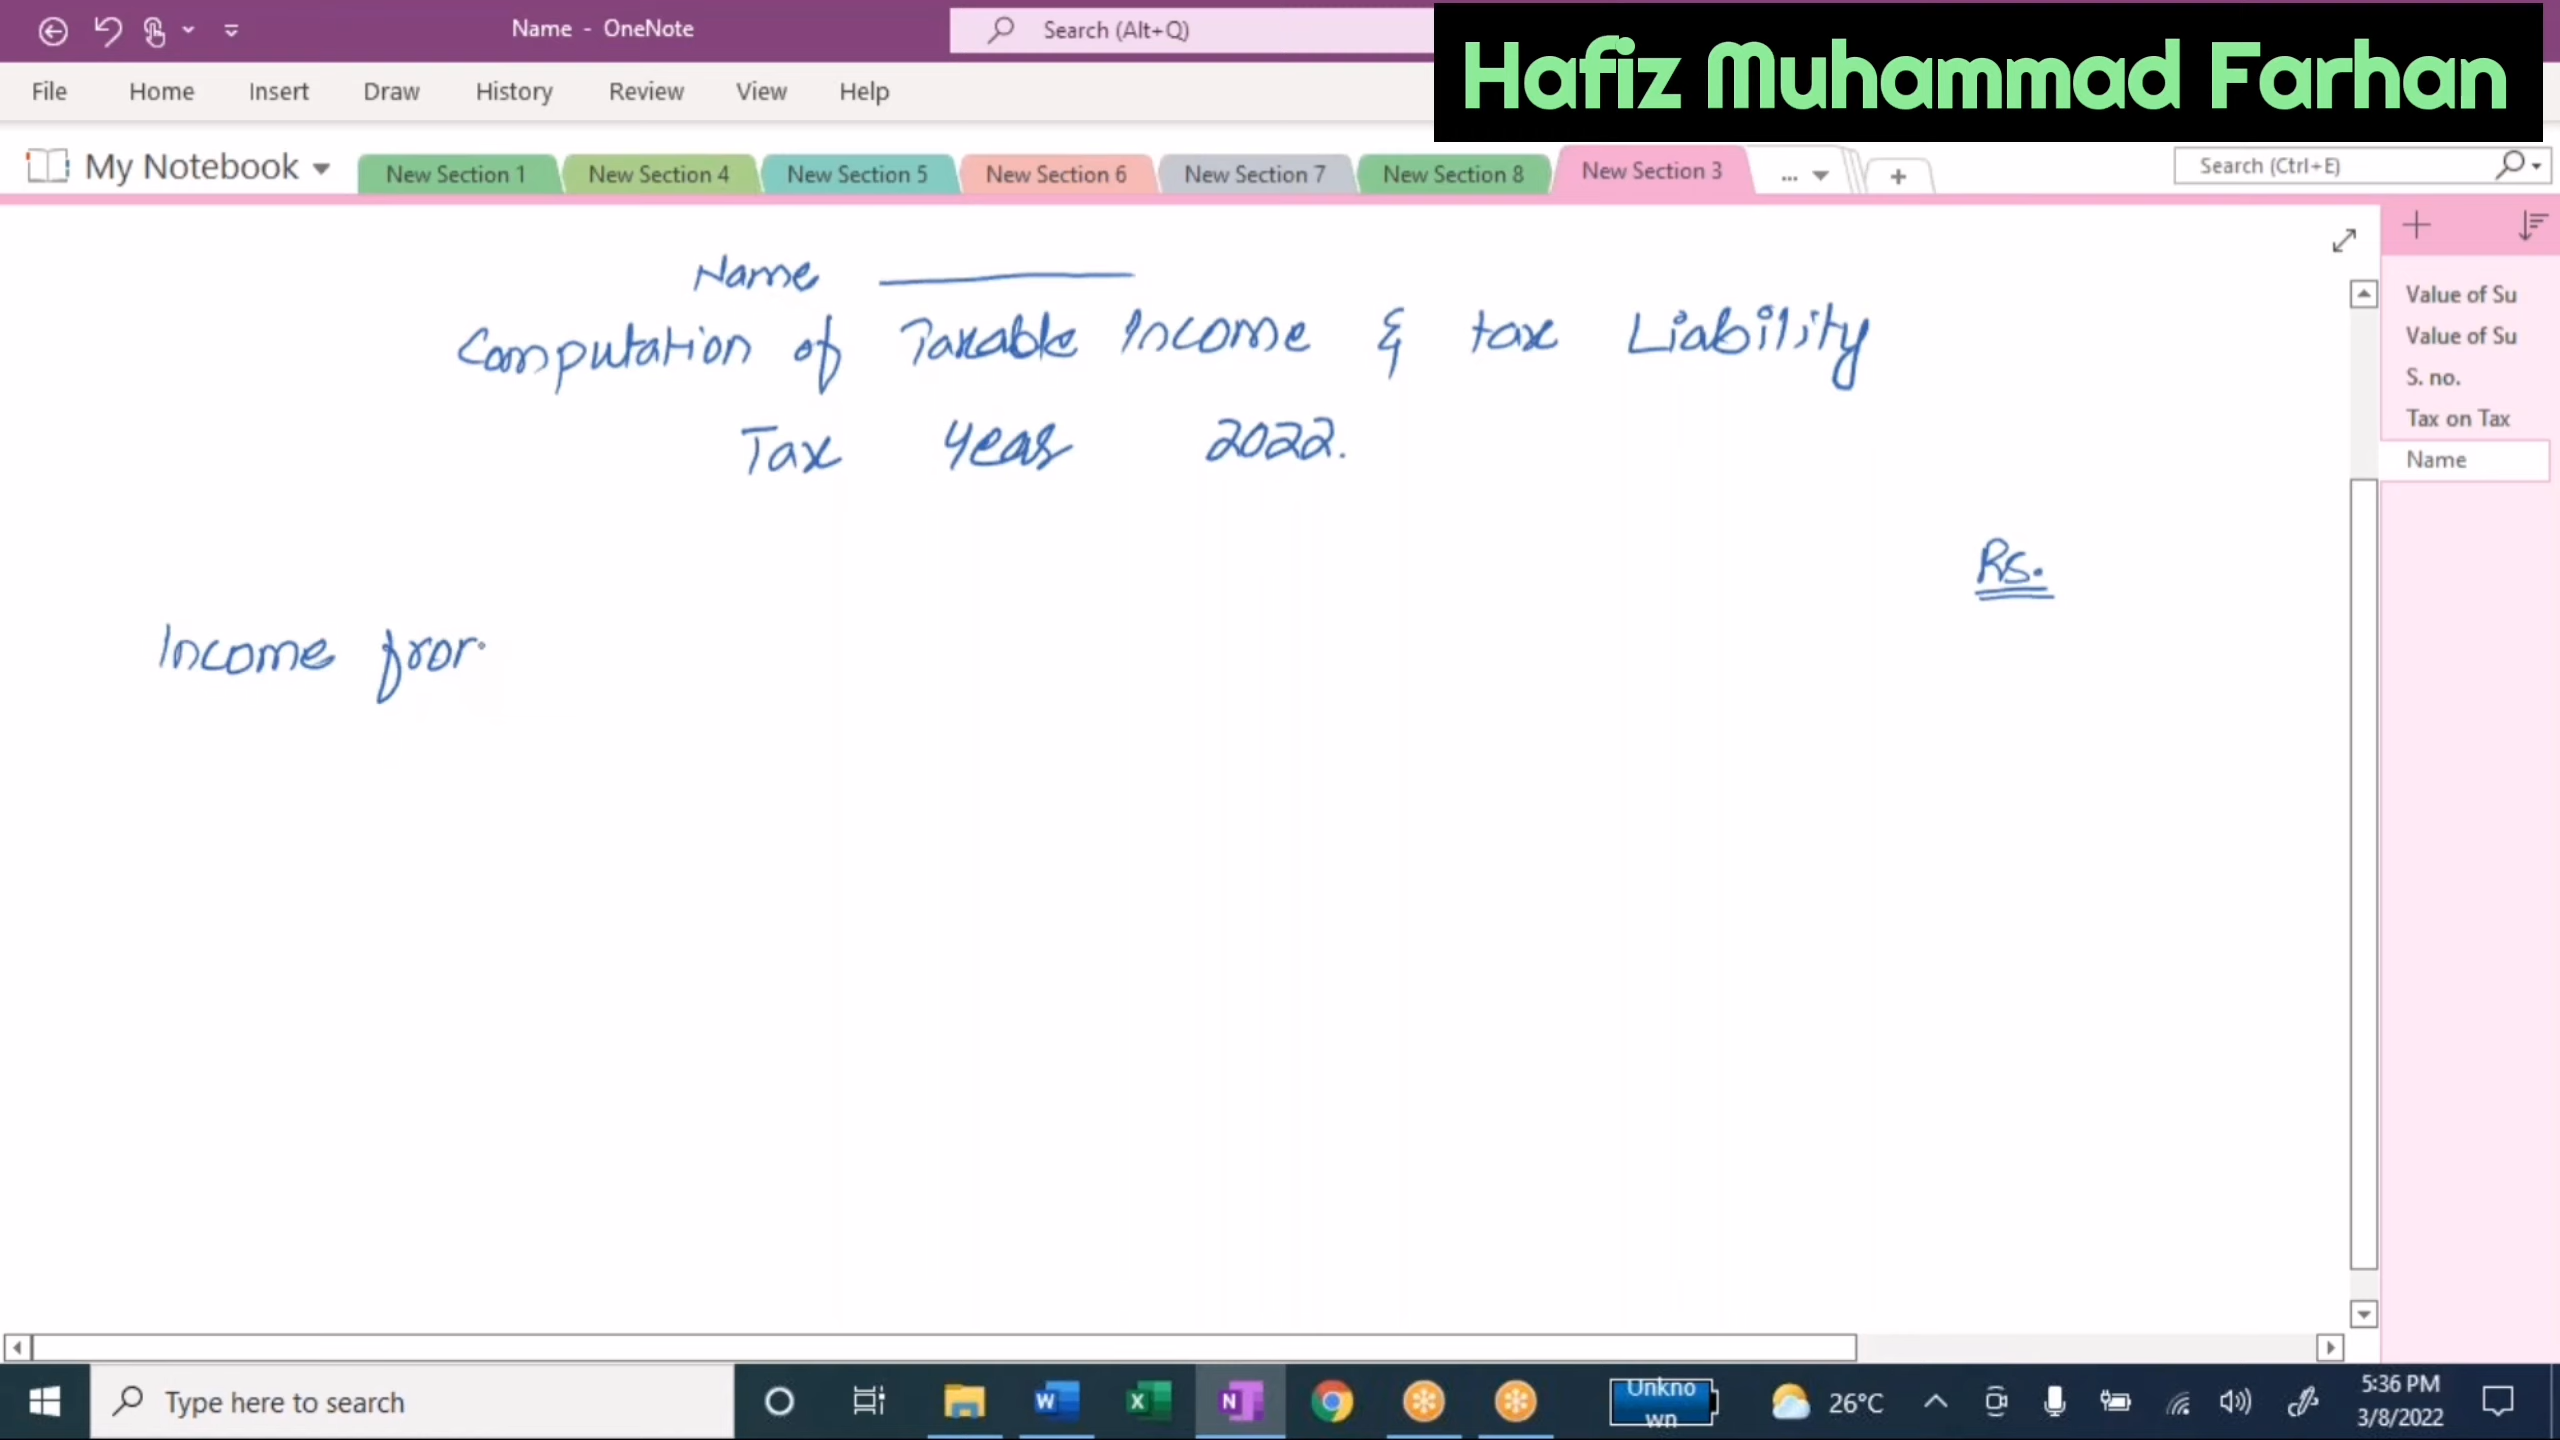 Name - OneNote
Search (Alt+Q)
Hafiz Muhammad Farhan
File Home Insert Draw History Review View Help
My Notebook
New Section 1
New Section 4
New Section 5
New Section 6
New Section 7
New Section 8
New Section 3
...
Search (Ctrl+E)
Name
Computation of Taxable Income & tax Liability
Tax Year 2022.
Rs.
Income from
Value of Su
Value of Su
S. no.
Tax on Tax
Name
Type here to search
Unkno
wn
26°C
5:36 PM
3/8/2022